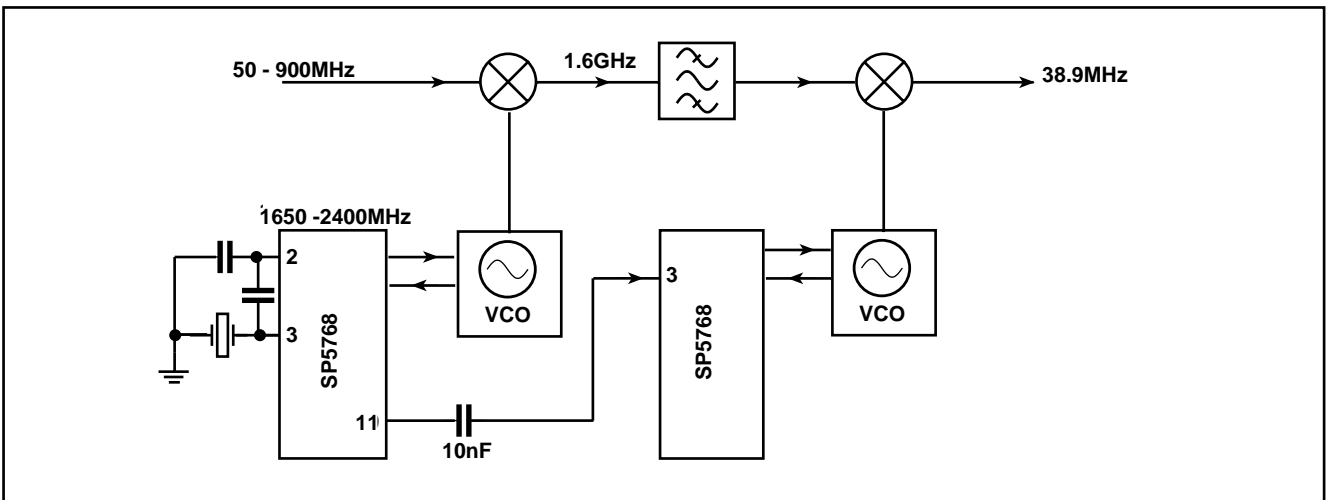 50 - 900MHz
1.6GHz
38.9MHz
1650 -2400MHz
2
3
SP5768
11
VCO
10nF
3
SP5768
VCO